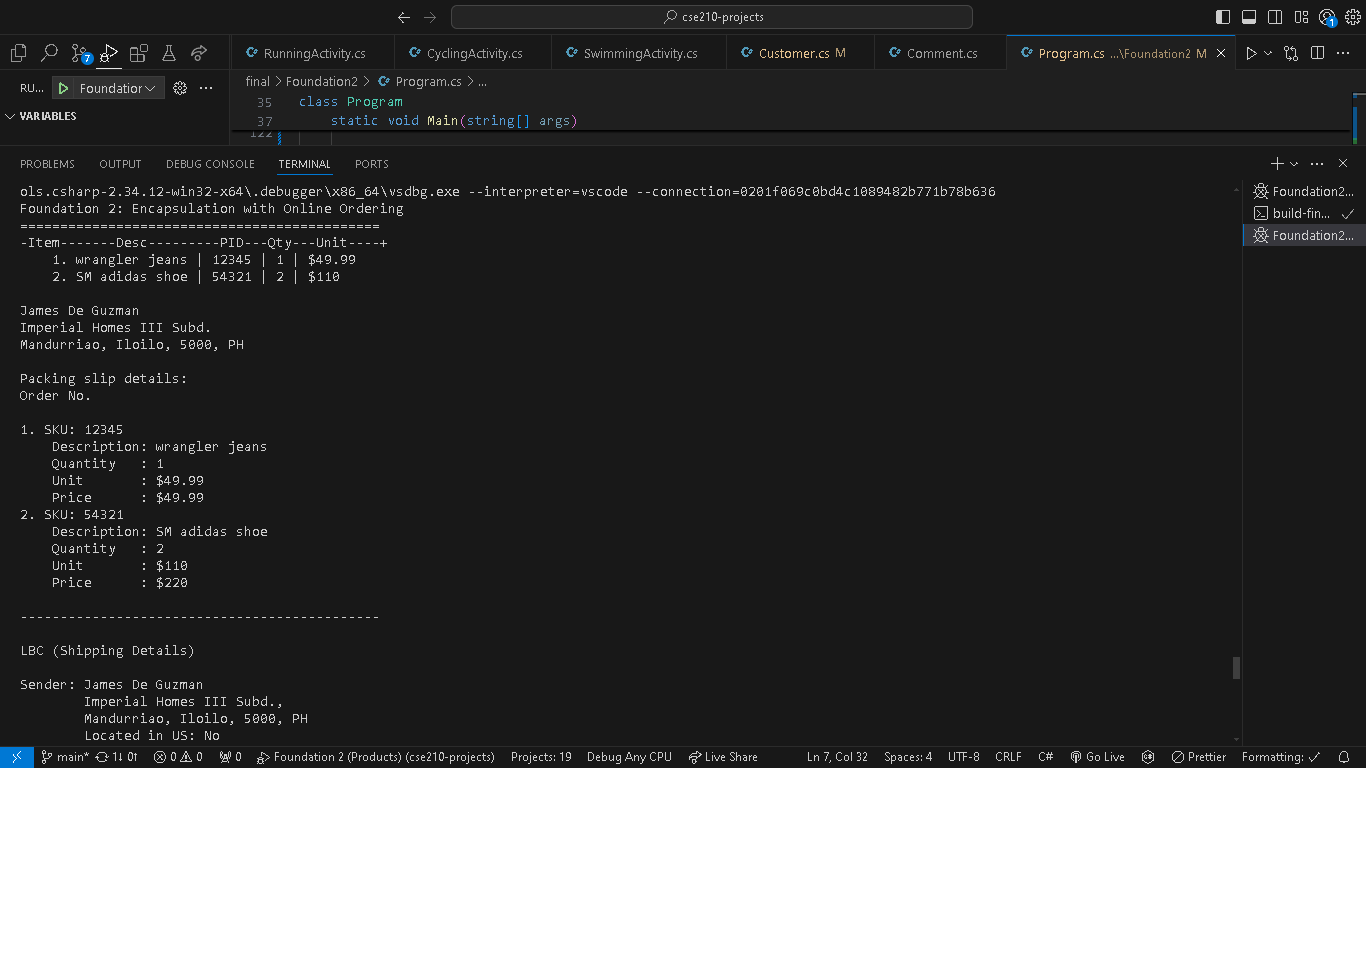 cse210-projects
1
7
RunningActivity.cs
CyclingActivity.cs
SwimmingActivity.cs
Customer.cs M
Comment.cs
Program.cs ...\Foundation2 M
RU...
Foundation
final > Foundation2 > Program.cs > ...
VARIABLES
35 class Program
37 static void Main(string[] args)
122
PROBLEMS
OUTPUT
DEBUG CONSOLE
TERMINAL
PORTS
ols.csharp-2.34.12-win32-x64\.debugger\x86_64\vsdbg.exe --interpreter=vscode --connection=0201f069c0bd4c1089482b771b78b636
Foundation 2: Encapsulation with Online Ordering
=============================================
-Item-------Desc---------PID---Qty---Unit----+
    1. wrangler jeans | 12345 | 1 | $49.99
    2. SM adidas shoe | 54321 | 2 | $110
James De Guzman
Imperial Homes III Subd.
Mandurriao, Iloilo, 5000, PH
Packing slip details:
Order No.
1. SKU: 12345
    Description: wrangler jeans
    Quantity   : 1
    Unit       : $49.99
    Price      : $49.99
2. SKU: 54321
    Description: SM adidas shoe
    Quantity   : 2
    Unit       : $110
    Price      : $220
---------------------------------------------
LBC (Shipping Details)
Sender: James De Guzman
        Imperial Homes III Subd.,
        Mandurriao, Iloilo, 5000, PH
        Located in US: No
Foundation2...
build-fin...
Foundation2...
main* 1↓ 0↑ 0 0 0 Foundation 2 (Products) (cse210-projects) Projects: 19 Debug Any CPU Live Share Ln 7, Col 32 Spaces: 4 UTF-8 CRLF C# Go Live Prettier Formatting: ✓